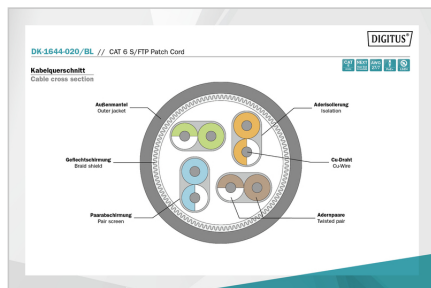 DIGITUS®
DK-1644-020/BL // CAT 6 S/FTP Patch Cord
Kabelquerschnitt
Cable cross section
Außenmantel
Outer jacket
Aderisolierung
Isolation
Geflechtschirmung
Braid shield
Cu-Draht
Cu-Wire
Paarabschirmung
Pair screen
Adernpaare
Twisted pair